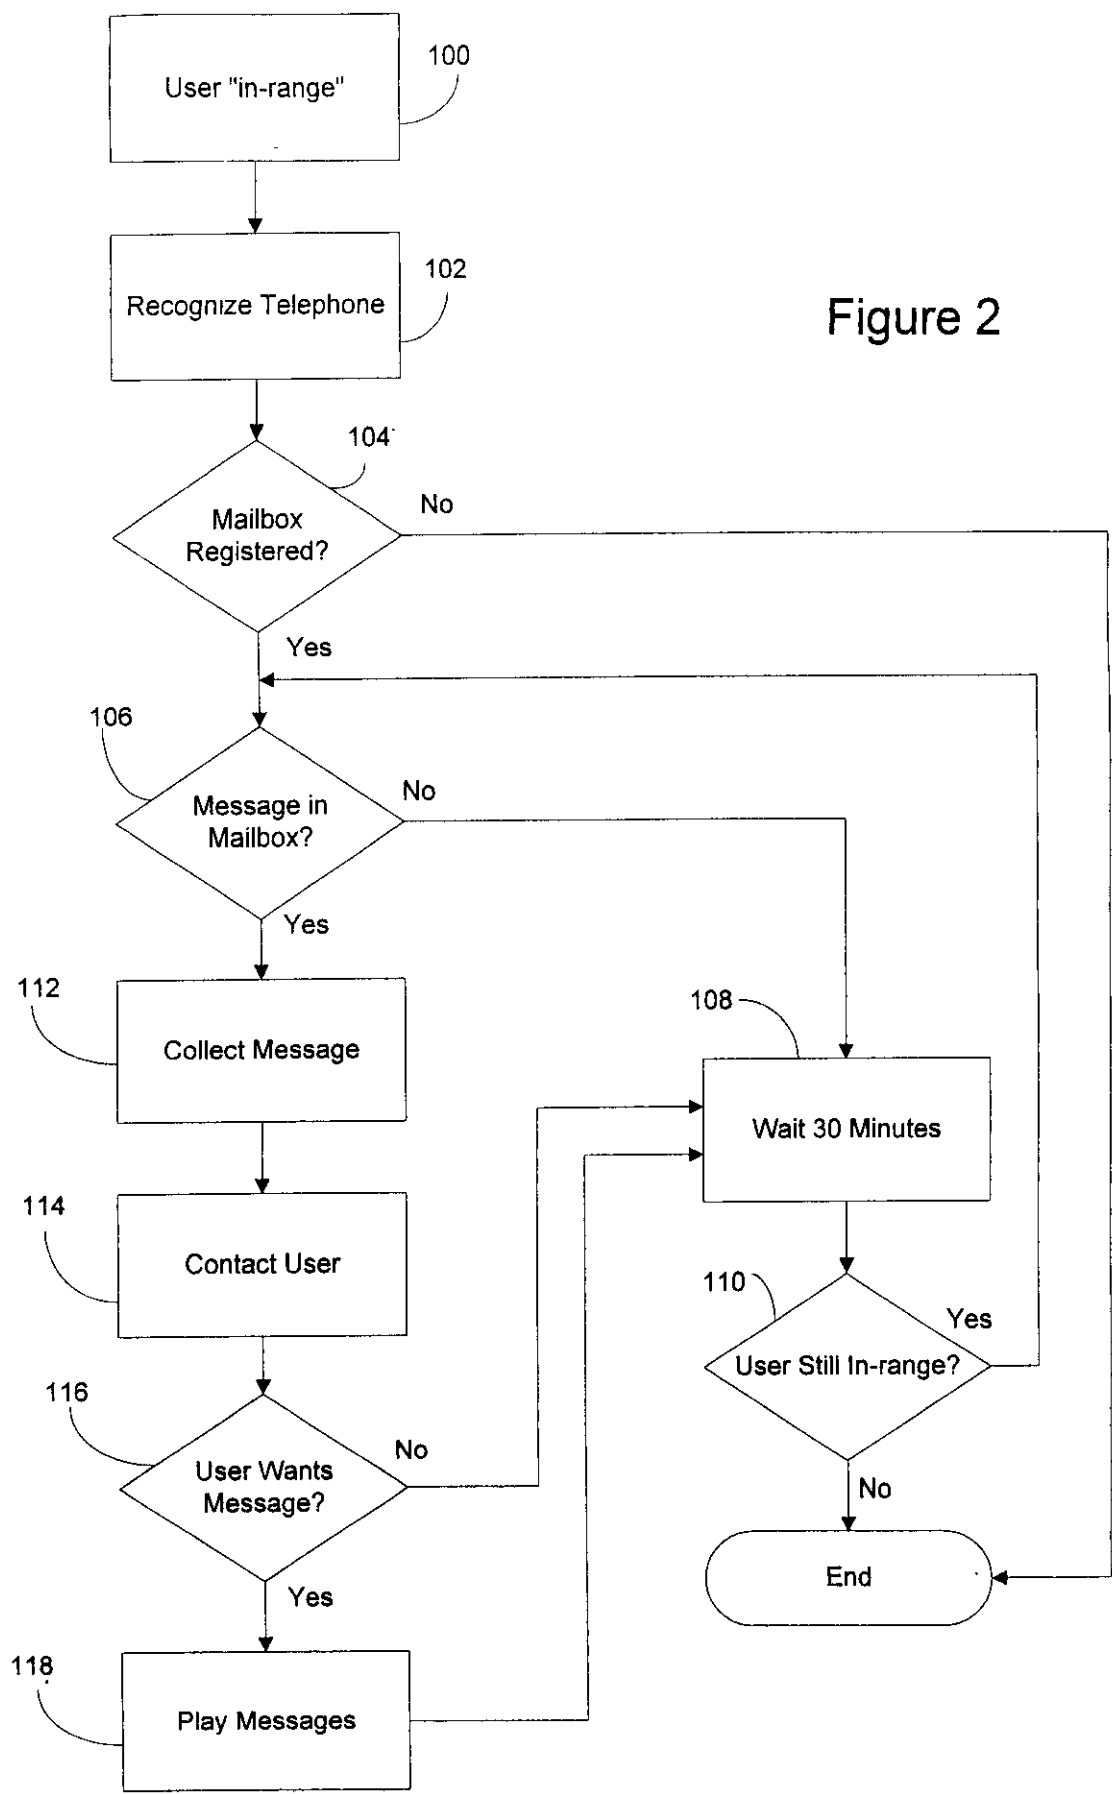 User "in-range"
100
Recognize Telephone
102
Figure 2
104
Mailbox
Registered?
No
Yes
106
Message in
Mailbox?
No
Yes
112
Collect Message
108
Wait 30 Minutes
114
Contact User
110
User Still In-range?
Yes
No
116
User Wants
Message?
No
Yes
End
118
Play Messages